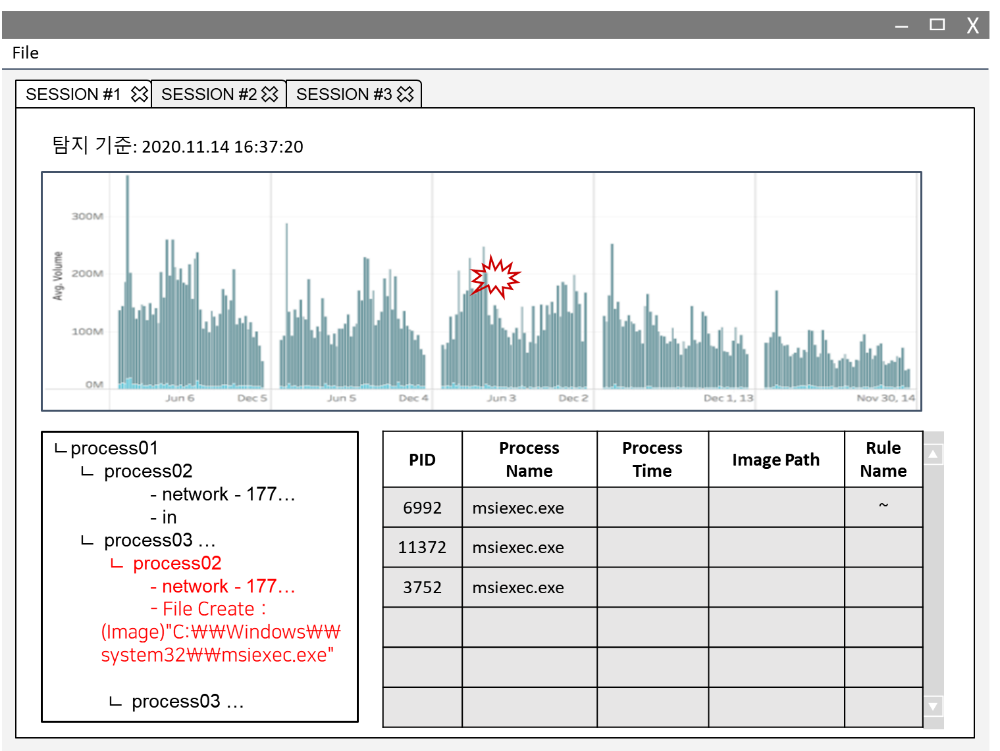 X
File
SESSION #1
SESSION #2
SESSION #3
탐지 기준: 2020.11.14 16:37:20
300M
200M
100M
0M
Avg. Volume
Jun 6
Dec 5
Jun 5
Dec 4
Jun 3
Dec 2
Dec 1, 13
Nov 30, 14
ㄴprocess01
ㄴ process02
- network - 177...
- in
ㄴ process03 ...
ㄴ process02
- network - 177...
- File Create :
(Image)"C:₩₩Windows₩₩
system32₩₩msiexec.exe"
ㄴ process03 ...
PID
Process
Name
Process
Time
Image Path
Rule
Name
6992 msiexec.exe ~
11372 msiexec.exe
3752 msiexec.exe